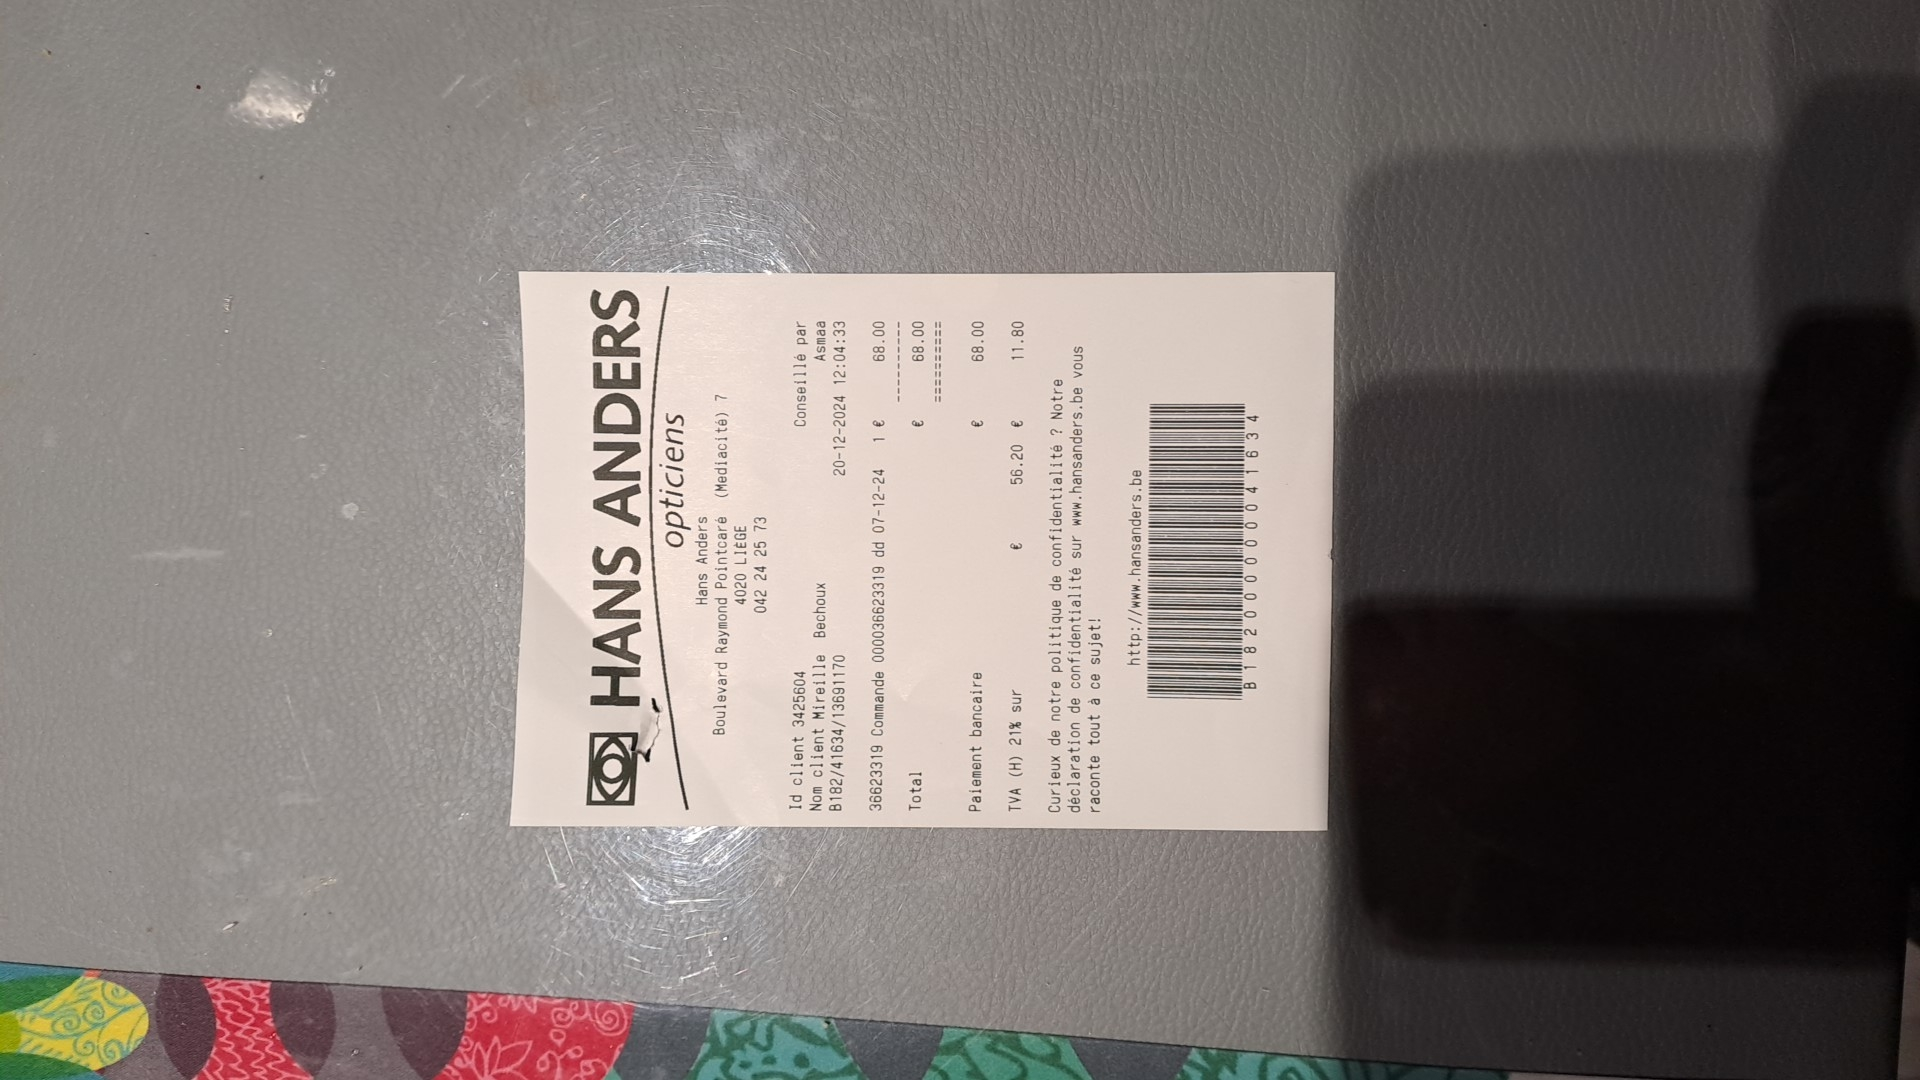 HANS ANDERS
opticiens
Hans Anders
Boulevard Raymond Pointcaré (Mediacité) 7
4020 LIEGE
042 24 25 73
Id client 3425604 Conseillé par
Nom client Mireille Bechoux Asmaa
B182/41634/13691170 20-12-2024 12:04:33
36623319 Commande 000036623319 dd 07-12-24 1 € 68.00
----------
Total € 68.00
==========
Paiement bancaire € 68.00
TVA (H) 21% sur € 56.20 € 11.80
Curieux de notre politique de confidentialité ? Notre
déclaration de confidentialité sur www.hansanders.be vous
raconte tout à ce sujet!
http://www.hansanders.be
B182000000041634